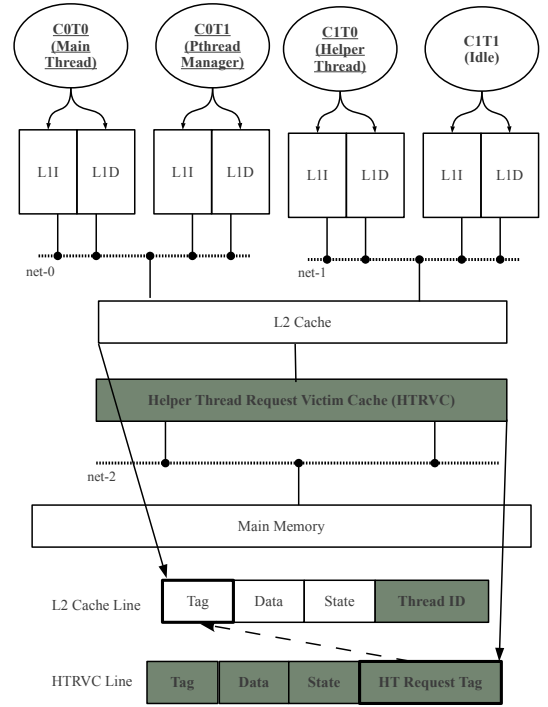 C0T0 (Main Thread)
C0T1 (Pthread Manager)
C1T0 (Helper Thread)
C1T1 (Idle)
L1I L1D L1I L1D L1I L1D L1I L1D
net-0 net-1
L2 Cache
Helper Thread Request Victim Cache (HTRVC)
net-2
Main Memory
L2 Cache Line Tag Data State Thread ID
HTRVC Line Tag Data State HT Request Tag